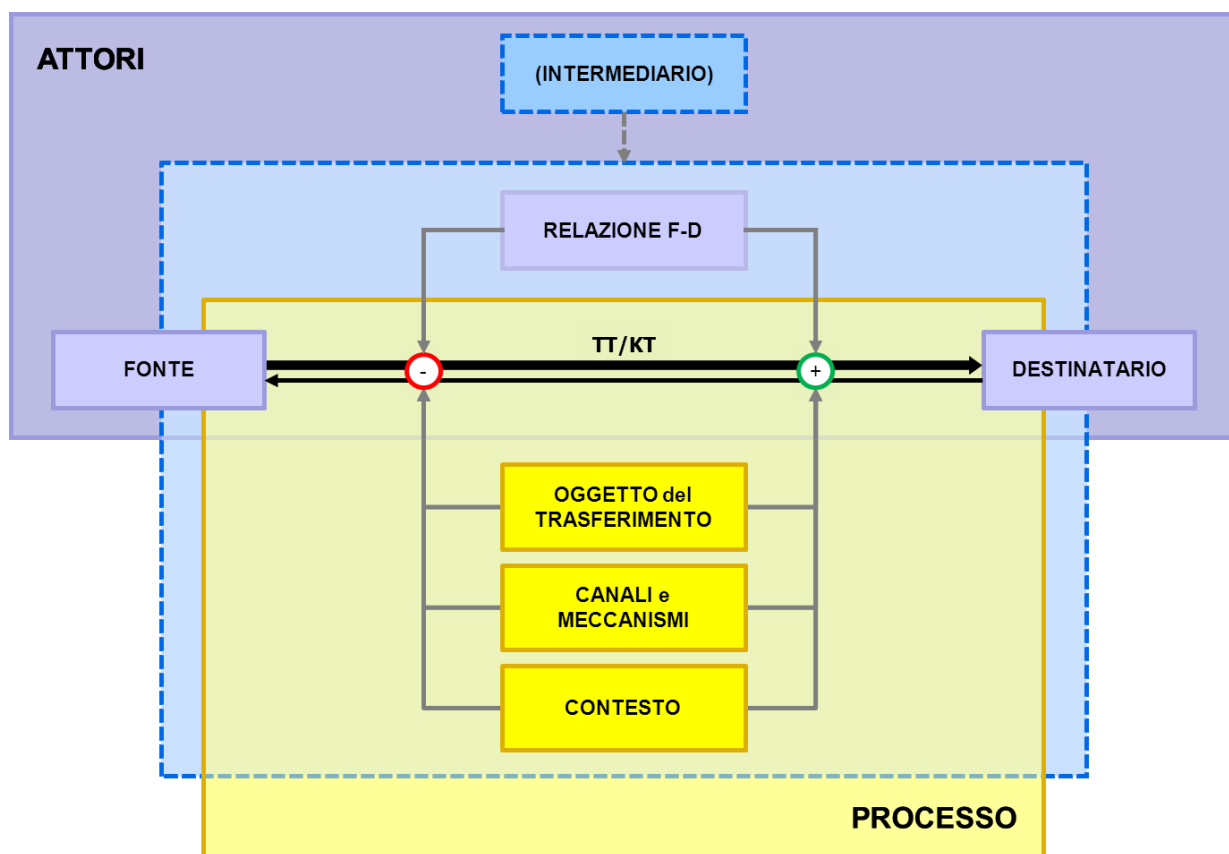 ATTORI
(INTERMEDIARIO)
RELAZIONE F-D
TT/KT
FONTE
-
+
DESTINATARIO
OGGETTO del
TRASFERIMENTO
CANALI e
MECCANISMI
CONTESTO
PROCESSO